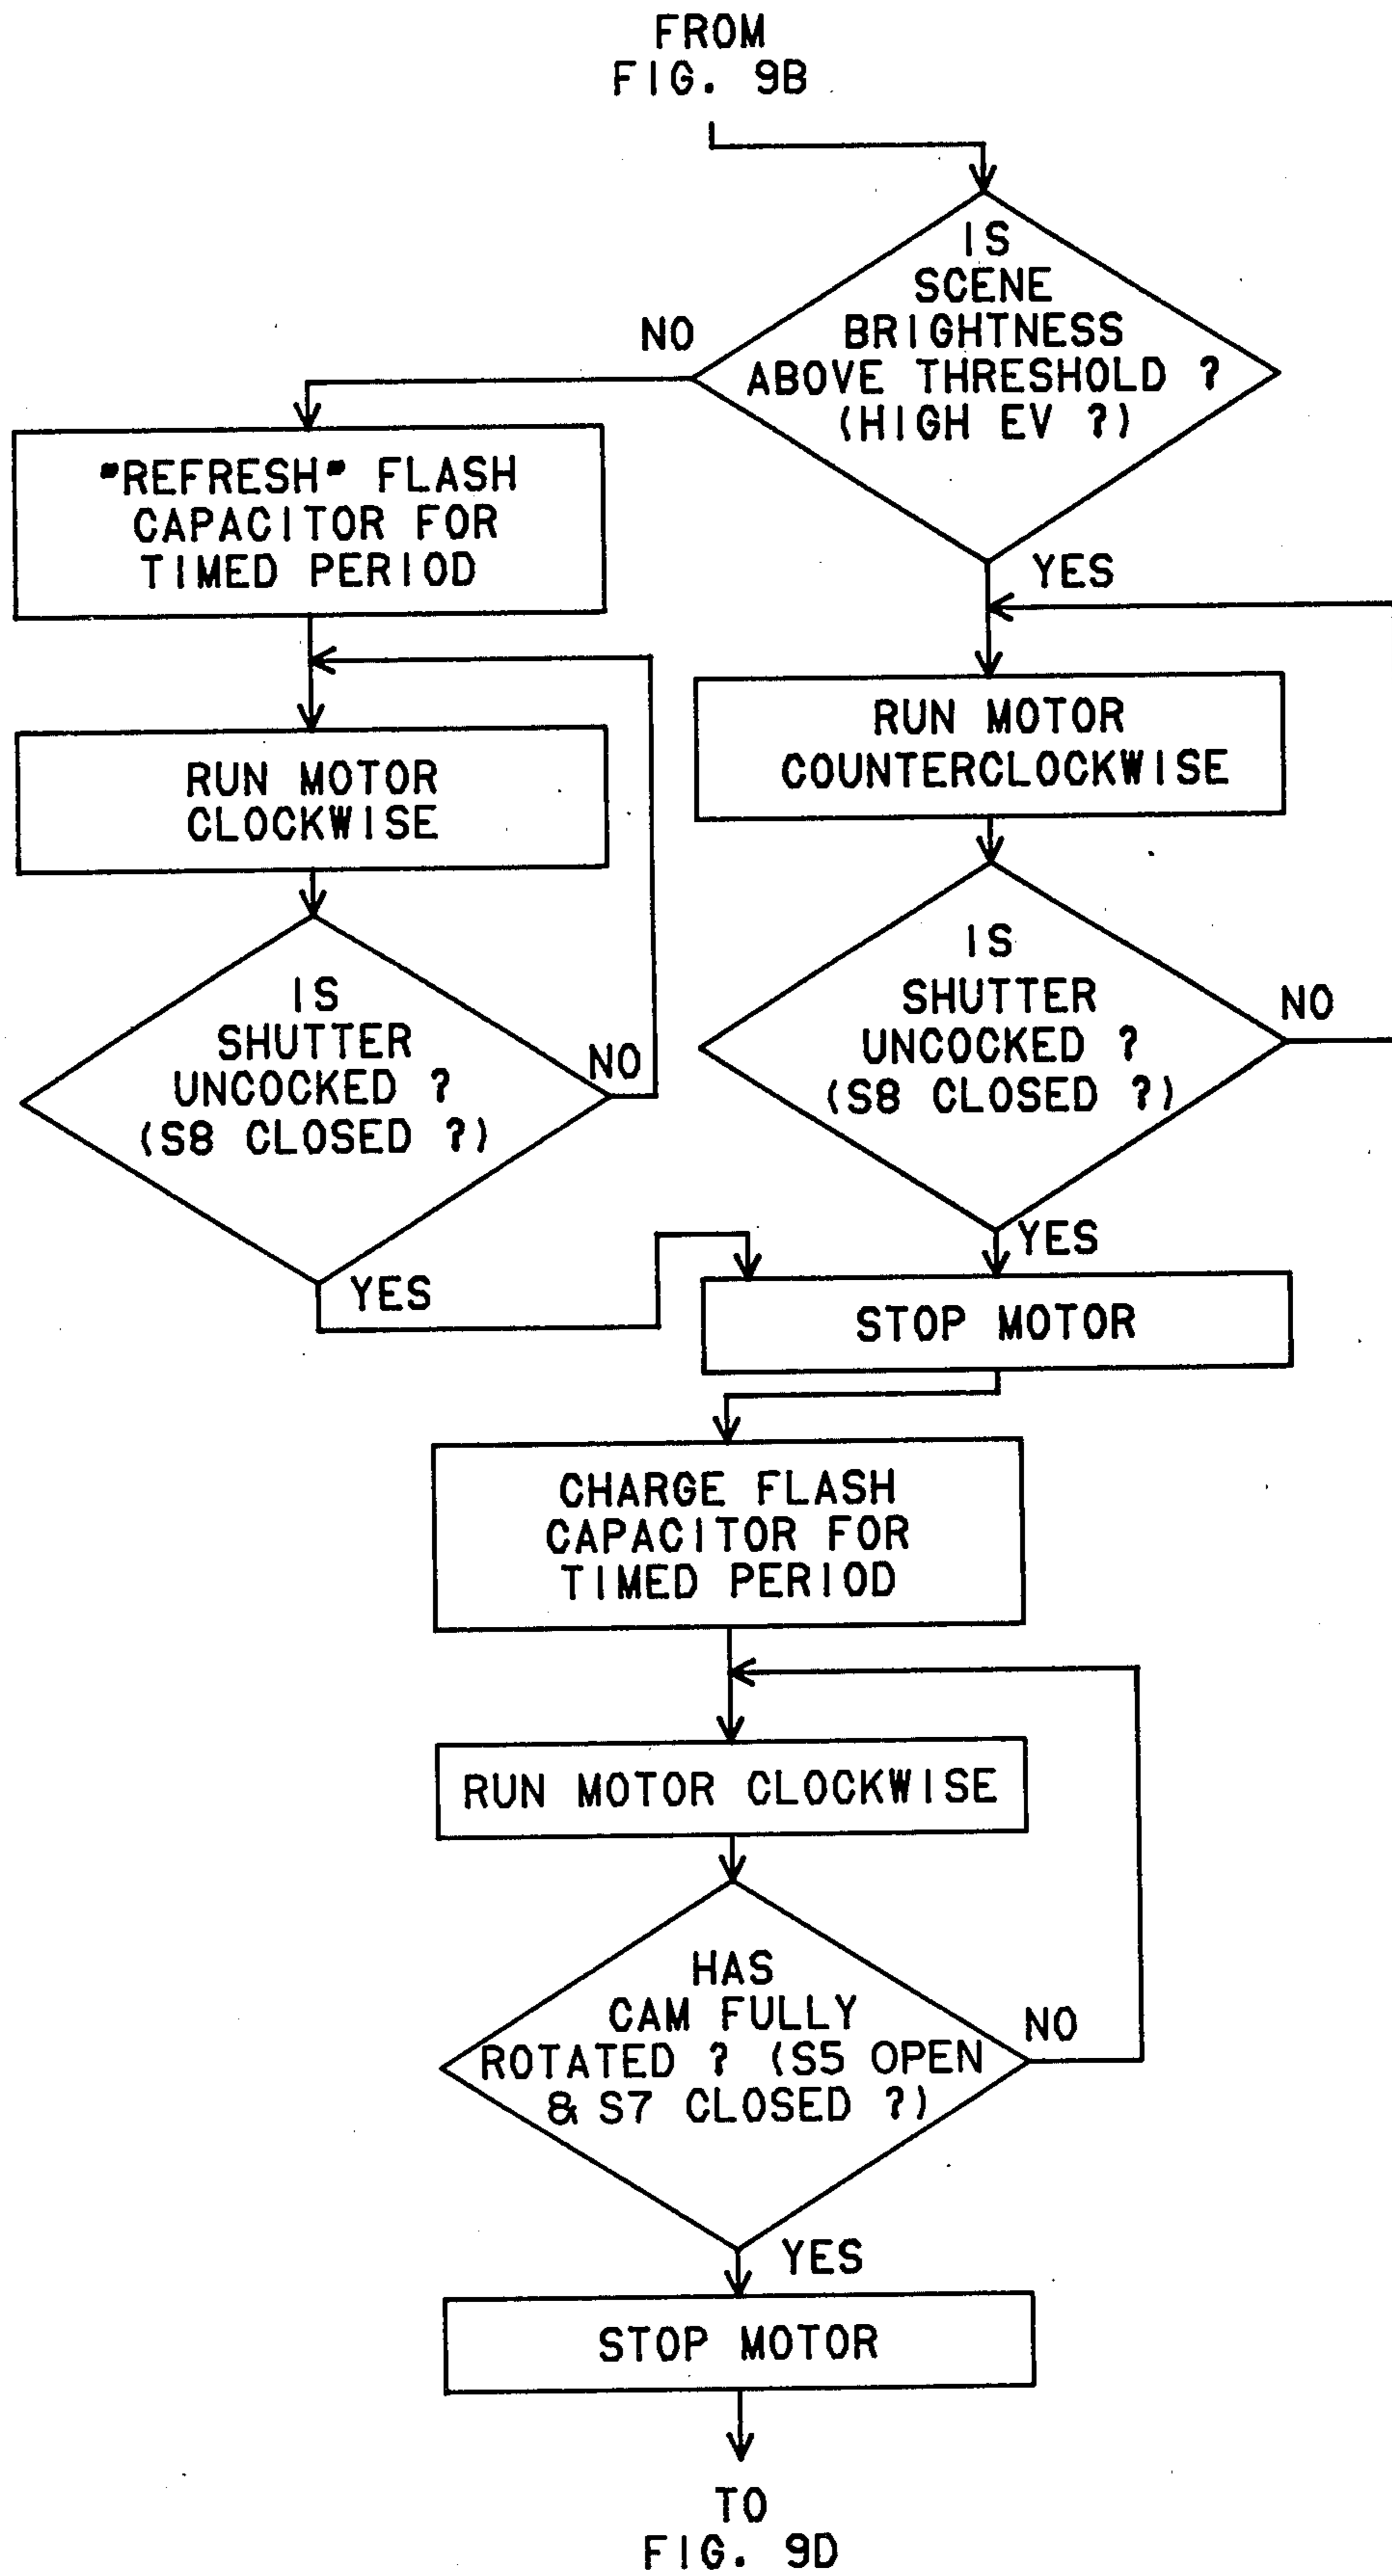 FROM
FIG. 9B
IS
SCENE
BRIGHTNESS
ABOVE THRESHOLD ?
(HIGH EV ?)
NO
YES
"REFRESH" FLASH
CAPACITOR FOR
TIMED PERIOD
RUN MOTOR
CLOCKWISE
IS
SHUTTER
UNCOCKED ?
(S8 CLOSED ?)
NO
YES
RUN MOTOR
COUNTERCLOCKWISE
IS
SHUTTER
UNCOCKED ?
(S8 CLOSED ?)
NO
YES
STOP MOTOR
CHARGE FLASH
CAPACITOR FOR
TIMED PERIOD
RUN MOTOR CLOCKWISE
HAS
CAM FULLY
ROTATED ? (S5 OPEN
& S7 CLOSED ?)
NO
YES
STOP MOTOR
TO
FIG. 9D